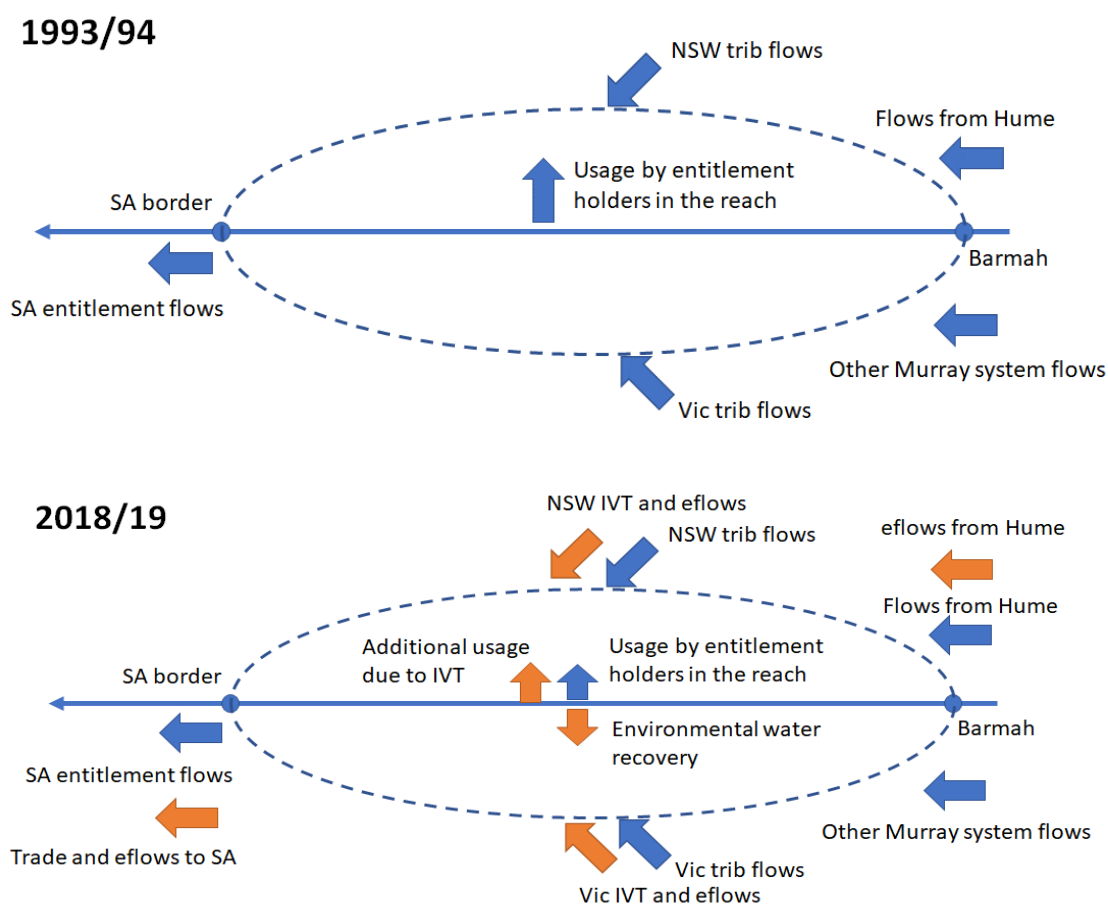 1993/94
NSW trib flows
Flows from Hume
Usage by entitlement
holders in the reach
SA border
Barmah
SA entitlement flows
Other Murray system flows
Vic trib flows
2018/19
NSW IVT and eflows
NSW trib flows
eflows from Hume
Flows from Hume
Additional usage
due to IVT
Usage by entitlement
holders in the reach
SA border
Environmental water
recovery
Barmah
SA entitlement flows
Other Murray system flows
Trade and eflows to SA
Vic trib flows
Vic IVT and eflows